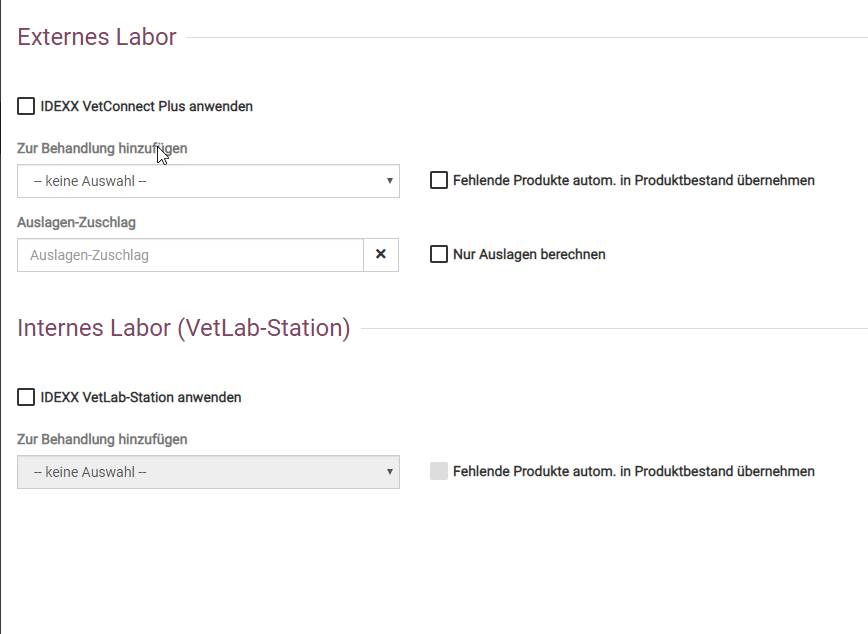 Externes Labor
IDEXX VetConnect Plus anwenden
Zur Behandlung hinzufügen
-- keine Auswahl --
Fehlende Produkte autom. in Produktbestand übernehmen
Auslagen-Zuschlag
Auslagen-Zuschlag
Nur Auslagen berechnen
Internes Labor (VetLab-Station)
IDEXX VetLab-Station anwenden
Zur Behandlung hinzufügen
-- keine Auswahl --
Fehlende Produkte autom. in Produktbestand übernehmen